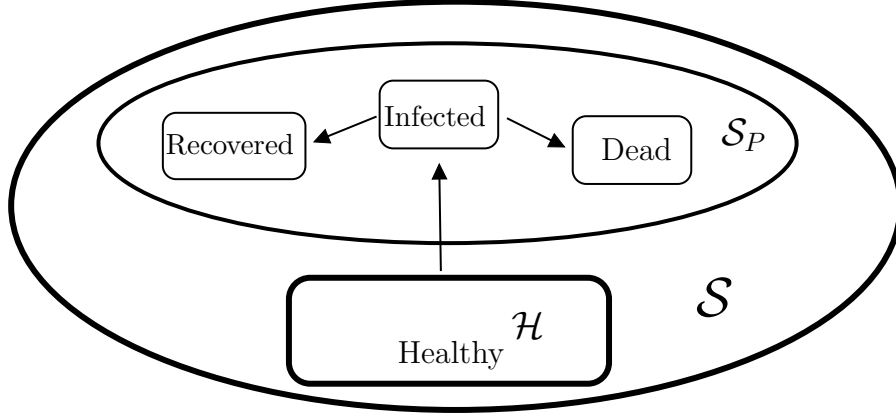 Infected
Recovered
Dead
𝒮_P
𝒮
ℋ
Healthy